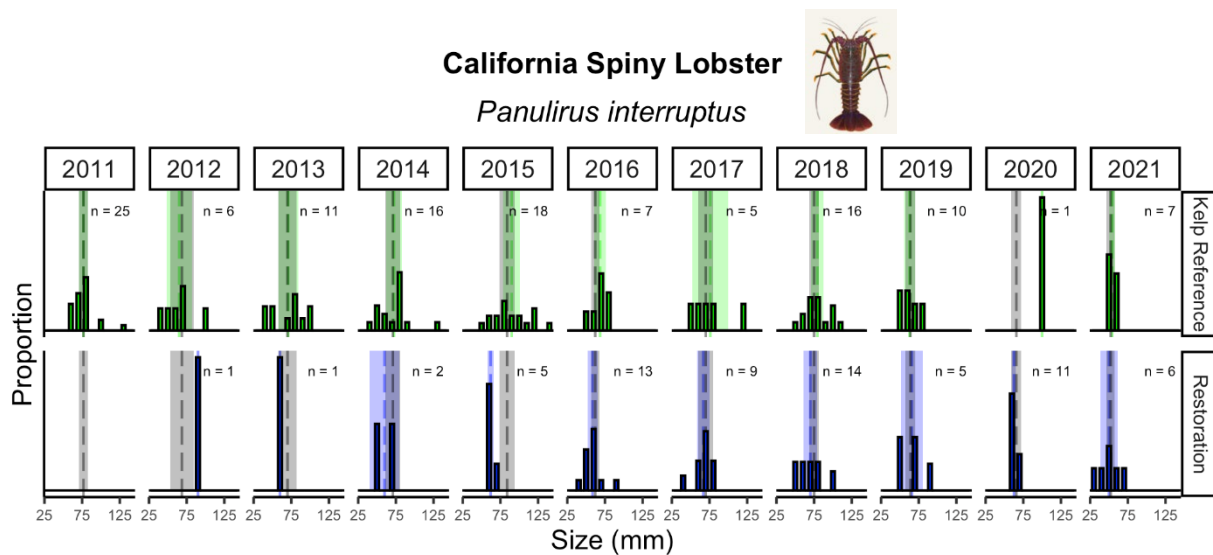 California Spiny Lobster
Panulirus interruptus
2011 2012 2013 2014 2015 2016 2017 2018 2019 2020 2021
n = 25 n = 6 n = 11 n = 16 n = 18 n = 7 n = 5 n = 16 n = 10 n = 1 n = 7
Kelp Reference
Proportion
n = 1 n = 1 n = 2 n = 5 n = 13 n = 9 n = 14 n = 5 n = 11 n = 6
Restoration
25 75 125 25 75 125 25 75 125 25 75 125 25 75 125 25 75 125 25 75 125 25 75 125 25 75 125 25 75 125 25 75 125
Size (mm)